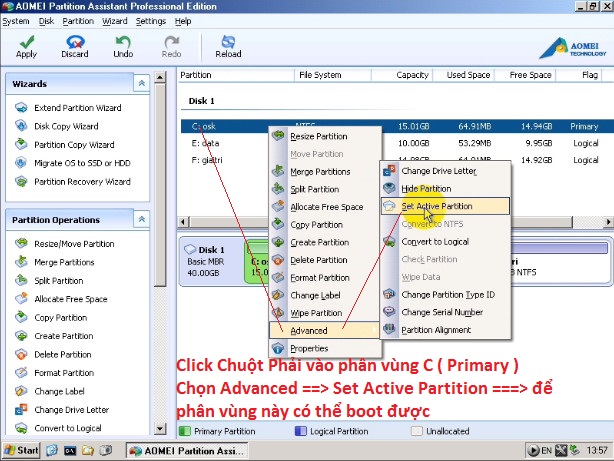 AOMEI Partition Assistant Professional Edition
System Disk Partition Wizard Settings Help
Apply Discard Undo Redo Reload
AOMEI
TECHNOLOGY
Wizards
Extend Partition Wizard
Disk Copy Wizard
Partition Copy Wizard
Migrate OS to SSD or HDD
Partition Recovery Wizard
Partition Operations
Resize/Move Partition
Merge Partitions
Split Partition
Allocate Free Space
Copy Partition
Create Partition
Delete Partition
Format Partition
Change Label
Change Drive Letter
Convert to Logical
Partition File System Capacity Used Space Free Space Flag
Disk 1
C: osk NTFS 15.01GB 64.91MB 14.94GB Primary
E: data 10.00GB 53.29MB 9.95GB Logical
F: giaitri 64.01MB 14.92GB Logical
Disk 1
Basic MBR
40.00GB
C: os
15.0
ri
NTFS
Resize Partition
Move Partition
Merge Partitions
Split Partition
Allocate Free Space
Copy Partition
Create Partition
Delete Partition
Format Partition
Change Label
Wipe Partition
Advanced
Properties
Change Drive Letter
Hide Partition
Set Active Partition
Convert to NTFS
Convert to Logical
Check Partition
Wipe Data
Change Partition Type ID
Change Serial Number
Partition Alignment
Click Chuột Phải vào phân vùng C ( Primary )
Chọn Advanced ==> Set Active Partition ===> để
phân vùng này có thể boot được
Primary Partition Logical Partition Unallocated
Start AOMEI Partition Assi... EN 13:57